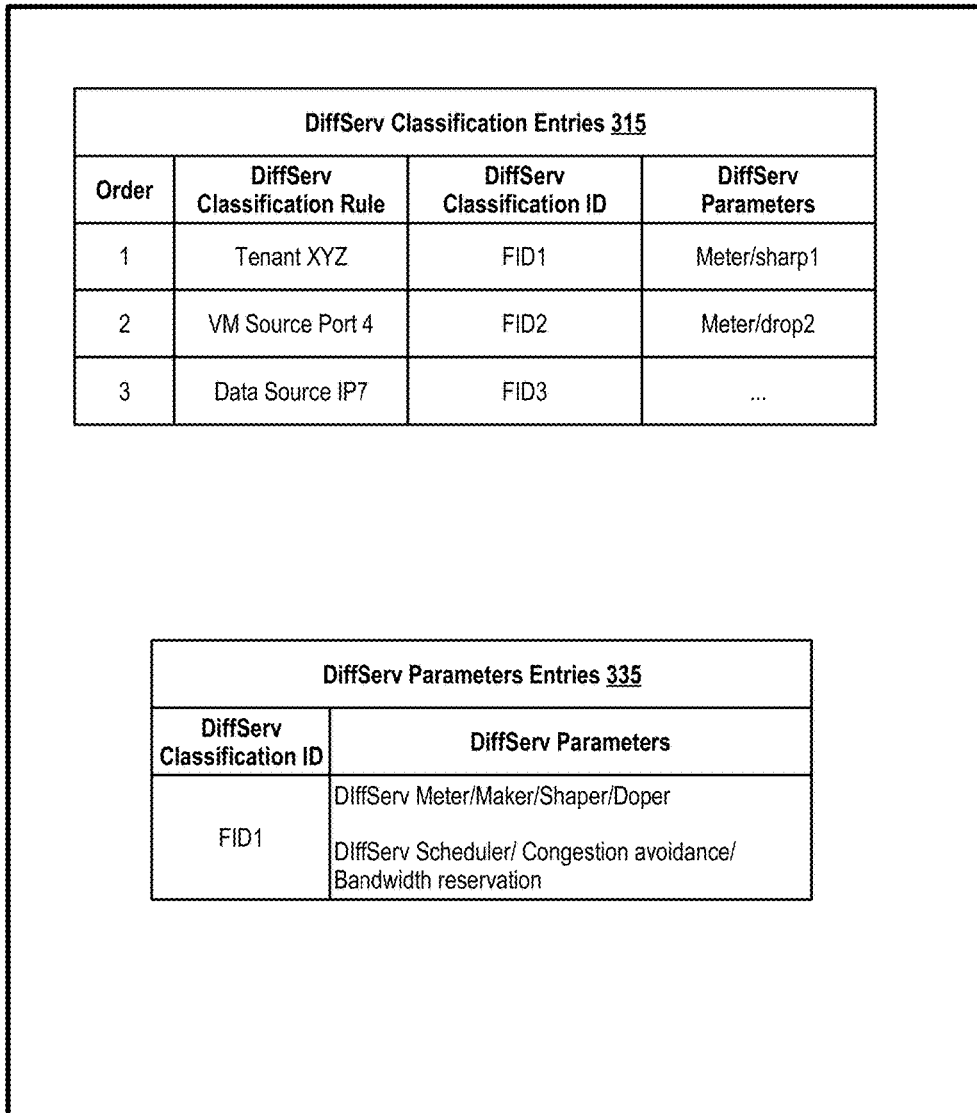 DiffServ Classification Entries 315
Order
DiffServ
Classification Rule
DiffServ
Classification ID
DiffServ
Parameters
1
Tenant XYZ
FID1
Meter/sharp1
2
VM Source Port 4
FID2
Meter/drop2
3
Data Source IP7
FID3
...
DiffServ Parameters Entries 335
DiffServ
Classification ID
DiffServ Parameters
FID1
DIffServ Meter/Maker/Shaper/Doper
DIffServ Scheduler/ Congestion avoidance/
Bandwidth reservation